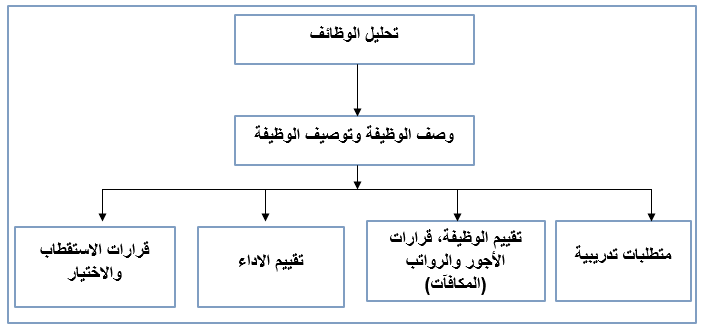 تحليل الوظائف
وصف الوظيفة وتوصيف الوظيفة
متطلبات تدريبية
تقييم الوظيفة، قرارات
الأجور والرواتب
(المكافآت)
تقييم الاداء
قرارات الاستقطاب
والاختيار